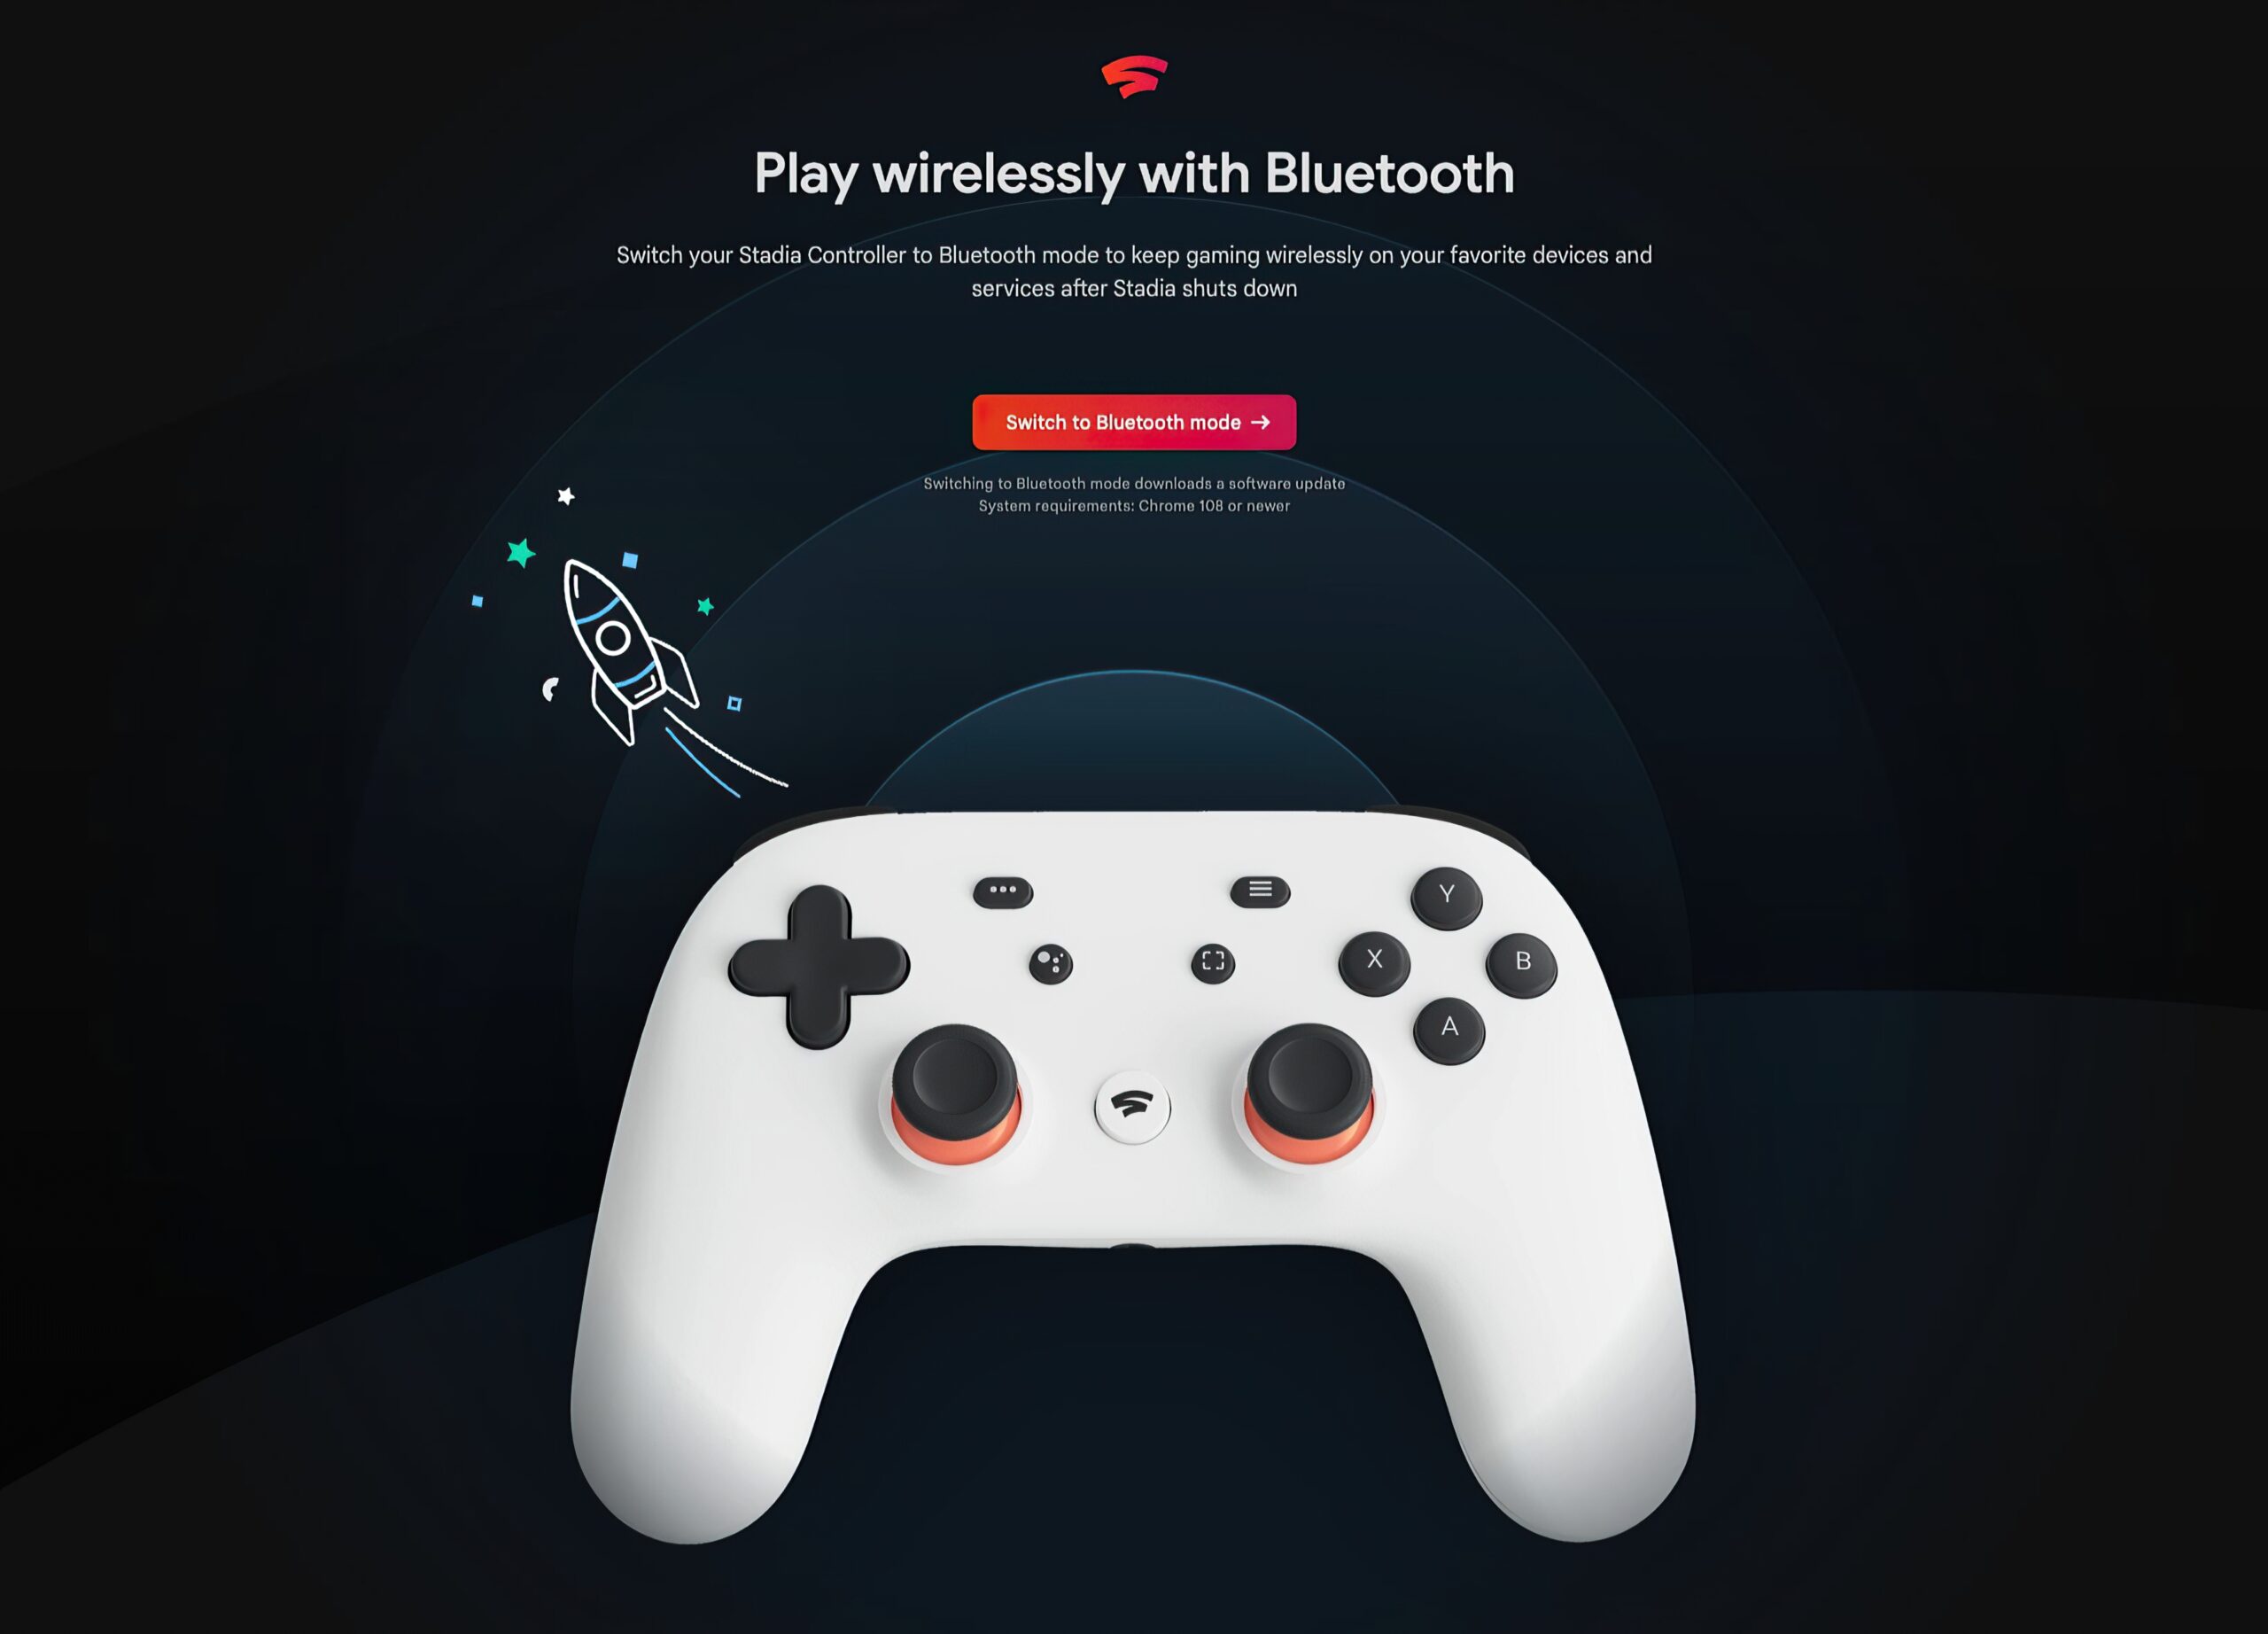 Play wirelessly with Bluetooth
Switch your Stadia Controller to Bluetooth mode to keep gaming wirelessly on your favorite devices and
services after Stadia shuts down
Switch to Bluetooth mode →
Switching to Bluetooth mode downloads a software update
System requirements: Chrome 108 or newer
Y
X
B
A